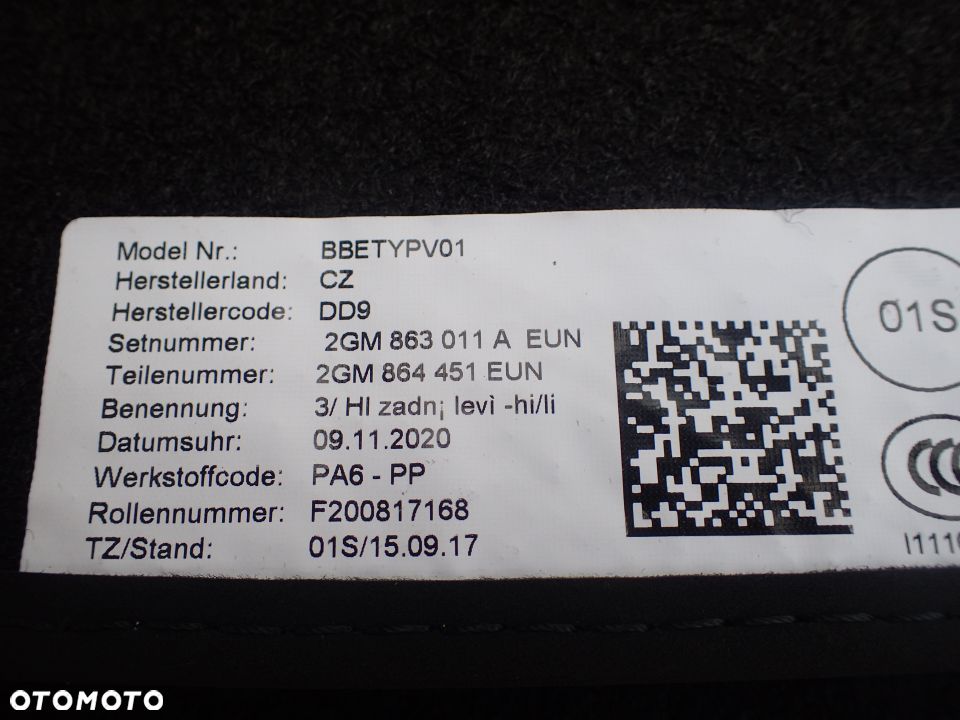 Model Nr.: BBETYPV01
Herstellerland: CZ
Herstellercode: DD9
Setnummer: 2GM 863 011 A EUN
Teilenummer: 2GM 864 451 EUN
Benennung: 3/ HI zadn¡ levì -hi/li
Datumsuhr: 09.11.2020
Werkstoffcode: PA6 - PP
Rollennummer: F200817168
TZ/Stand: 01S/15.09.17
01S
CCC
OTOMOTO